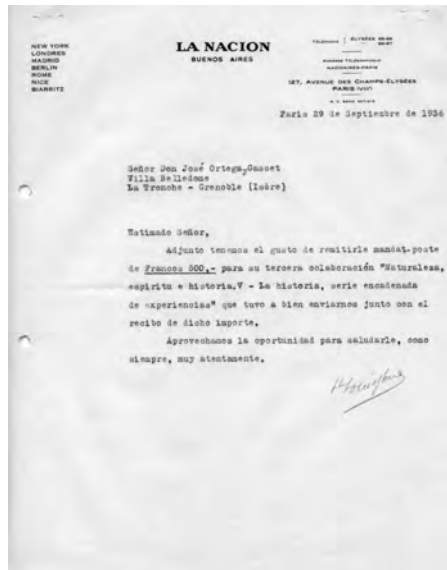 NEW YORK
LONDRES
MADRID
BERLIN
ROME
NICE
BIARRITZ
LA NACION
BUENOS AIRES
TÉLÉPHONE ELYSÉES
127, AVENUE DES CHAMPS-ELYSÉES
PARIS (VIIIe)
Paris 29 de Septiembre de 1936
Señor Don José Ortega y Gasset
Villa Belledone
La Tronche - Grenoble (Isère)
Estimado Señor,
Adjunto tenemos el gusto de remitirle mandat-poste
de Francos 500,- para su tercera colaboración "Naturaleza,
espiritu e historia.V - La historia, serie encadenada
de experiencias" que tuvo a bien enviarnos junto con el
recibo de dicho importe.
Aprovechamos la oportunidad para saludarle, como
siempre, muy atentamente.